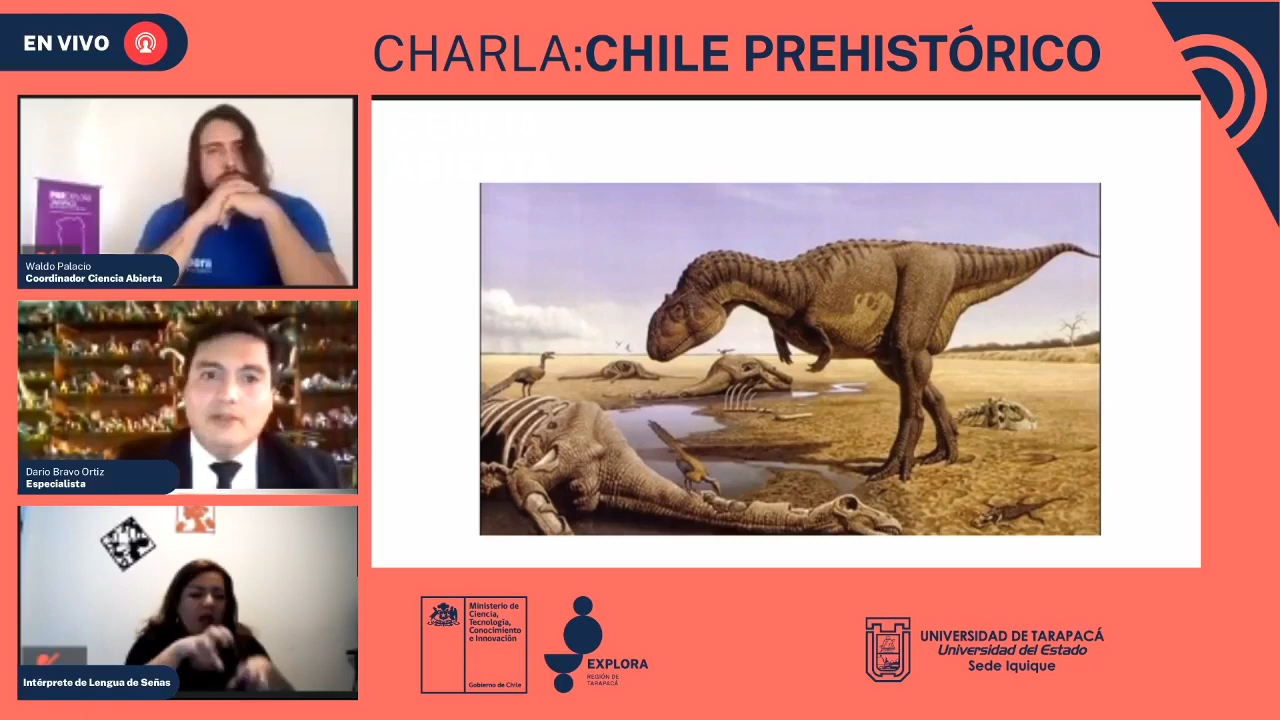 EN VIVO
CHARLA:CHILE PREHISTÓRICO
Waldo Palacio
Coordinador Ciencia Abierta
Dario Bravo Ortiz
Especialista
Intérprete de Lengua de Señas
Ministerio de
Ciencia,
Tecnología,
Conocimiento
e Innovación
Gobierno de Chile
EXPLORA
REGIÓN DE
TARAPACÁ
UNIVERSIDAD DE TARAPACÁ
Universidad del Estado
Sede Iquique